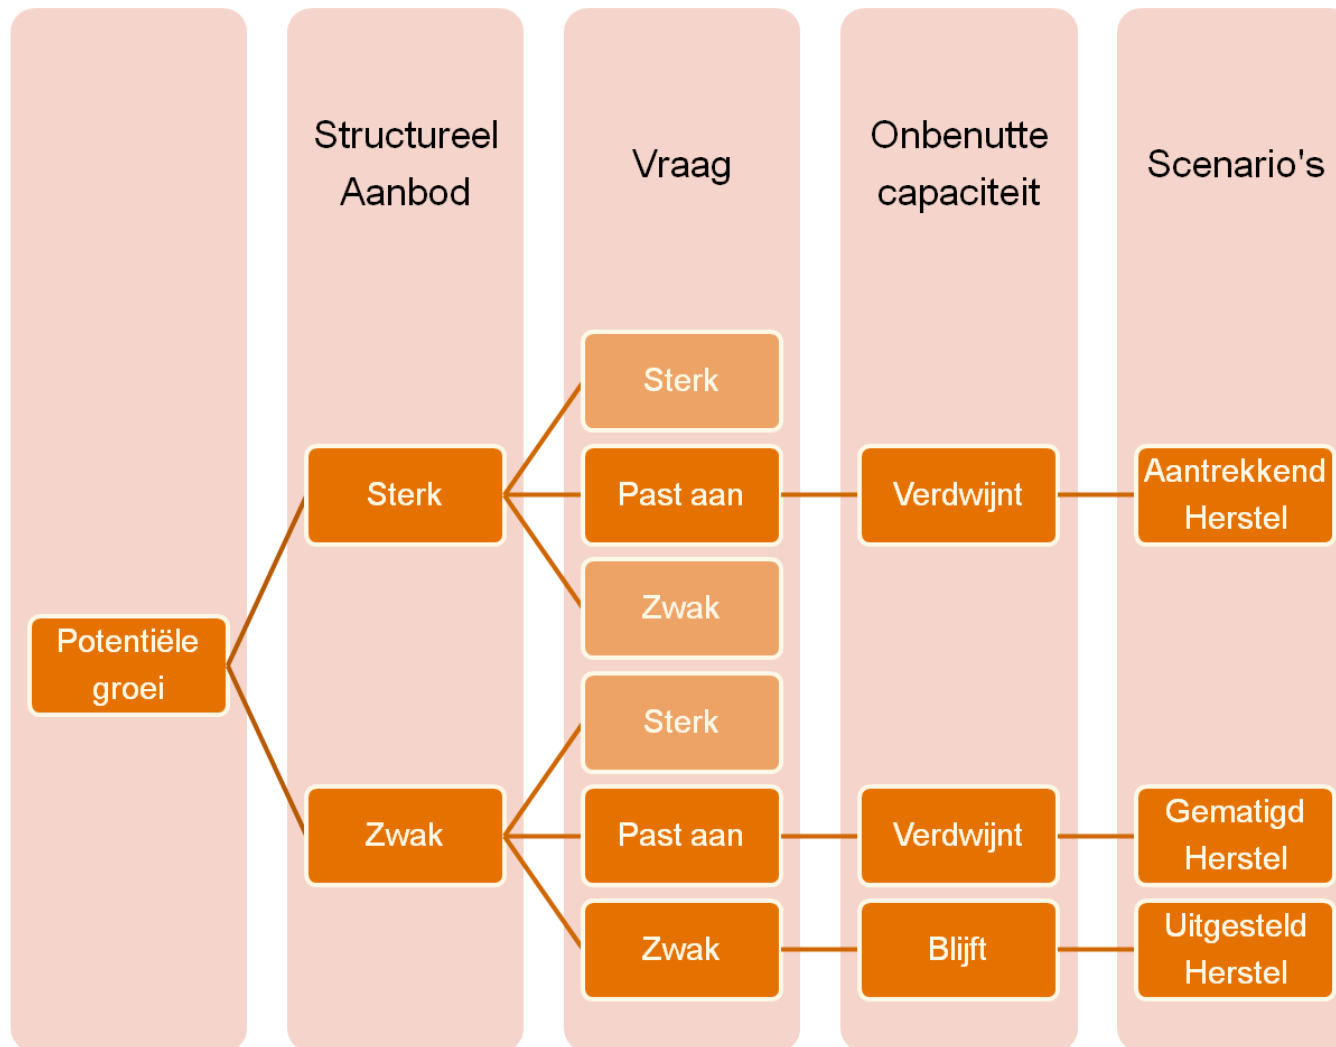 Structureel
Aanbod
Vraag
Onbenutte
capaciteit
Scenario's
Sterk
Sterk
Past aan
Verdwijnt
Aantrekkend
Herstel
Zwak
Potentiële
groei
Sterk
Zwak
Past aan
Verdwijnt
Gematigd
Herstel
Zwak
Blijft
Uitgesteld
Herstel